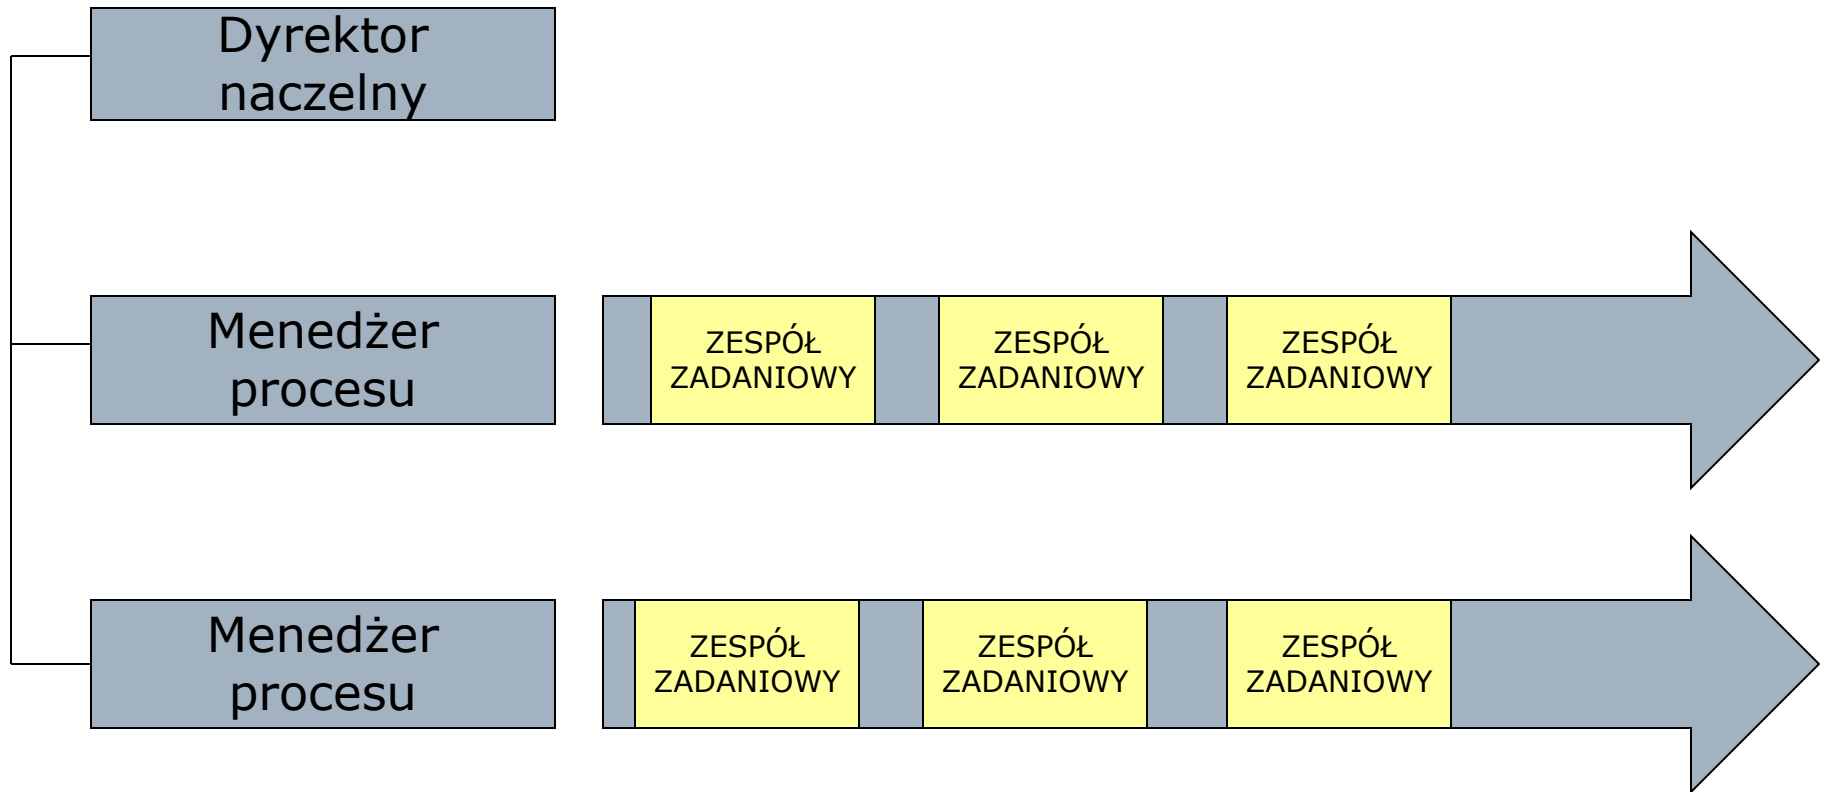 Dyrektor
naczelny
Menedżer
procesu
ZESPÓŁ
ZADANIOWY
ZESPÓŁ
ZADANIOWY
ZESPÓŁ
ZADANIOWY
Menedżer
procesu
ZESPÓŁ
ZADANIOWY
ZESPÓŁ
ZADANIOWY
ZESPÓŁ
ZADANIOWY